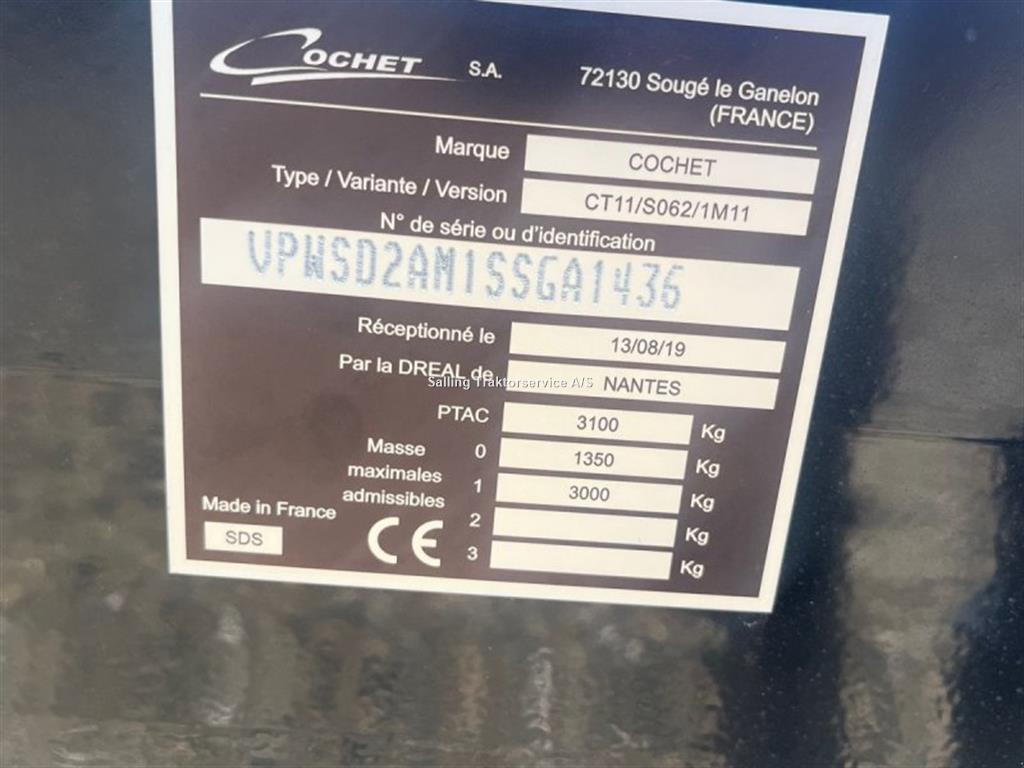 COCHET S.A. 72130 Sougé le Ganelon
(FRANCE)
Marque COCHET
Type / Variante / Version CT11/S062/1M11
N° de série ou d'identification
VPWSD2AM1SSGA1436
Réceptionné le 13/08/19
Par la DREAL de NANTES
Salling Traktorservice A/S
PTAC 3100 Kg
Masse maximales admissibles
0 1350 Kg
1 3000 Kg
2 Kg
3 Kg
Made in France
SDS
CE